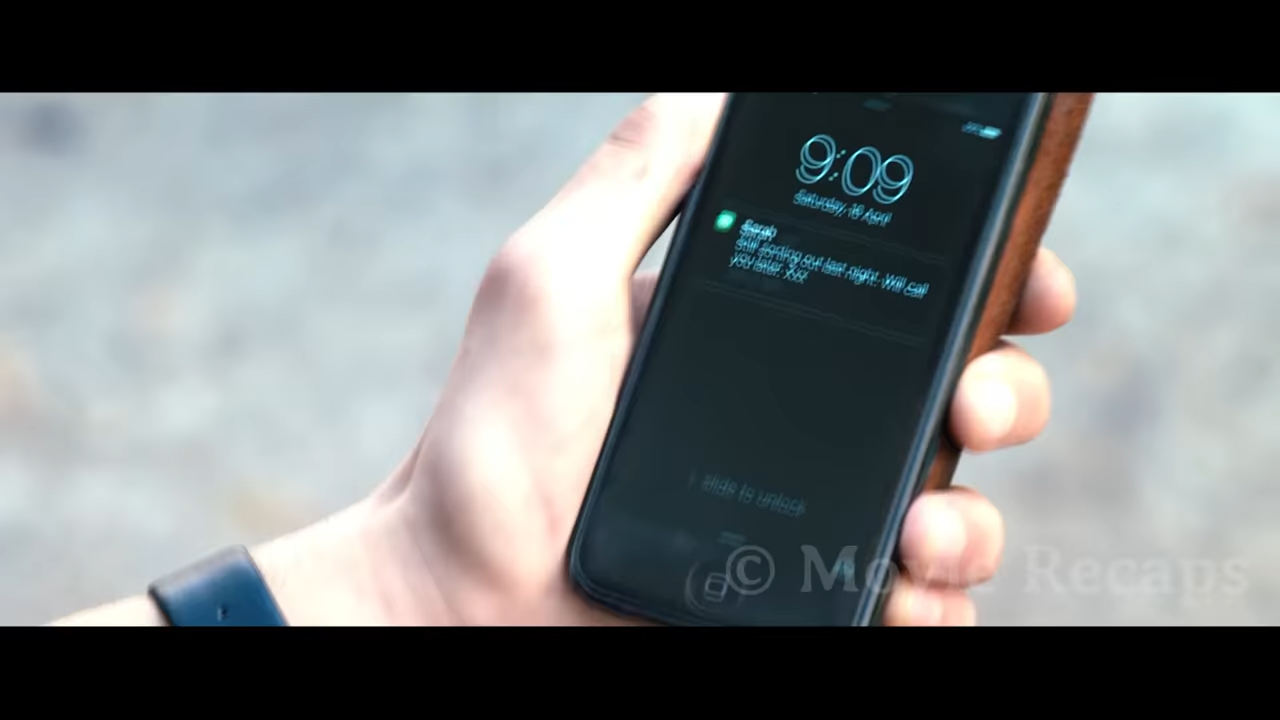 9:09
Saturday, 16 April
Sarah
Still sorting out last night. Will call
you later. Xxx
slide to unlock
© Movie Recaps